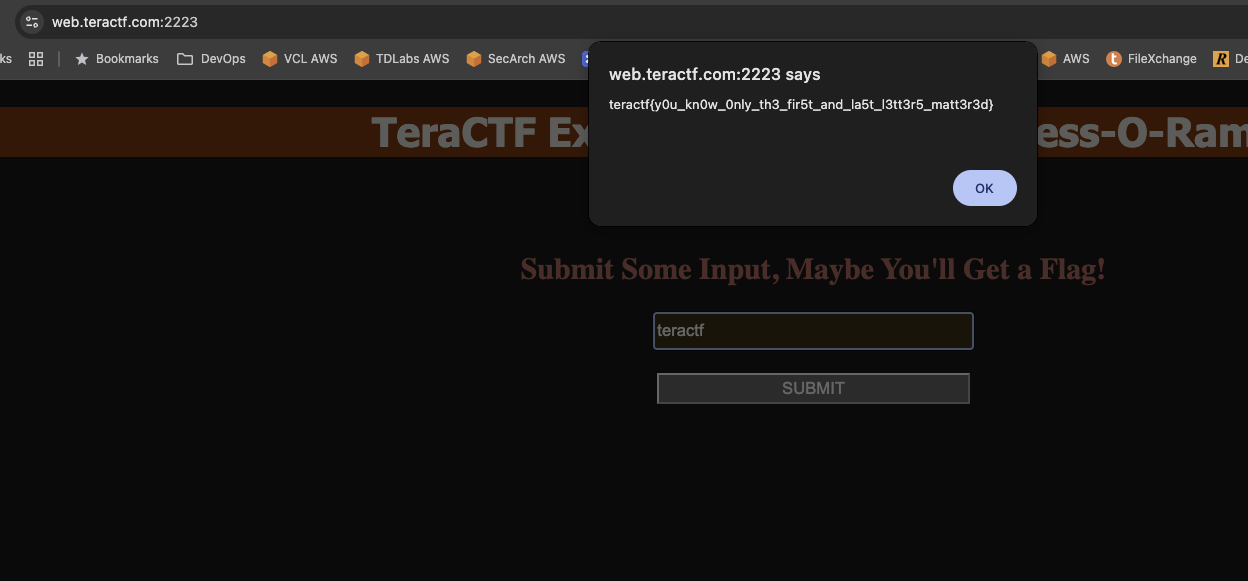 web.teractf.com:2223
ks Bookmarks DevOps VCL AWS TDLabs AWS SecArch AWS AWS FileXchange R De
web.teractf.com:2223 says
teractf{y0u_kn0w_0nly_th3_fir5t_and_la5t_l3tt3r5_matt3r3d}
OK
TeraCTF Ex ess-O-Ram
Submit Some Input, Maybe You'll Get a Flag!
teractf
SUBMIT